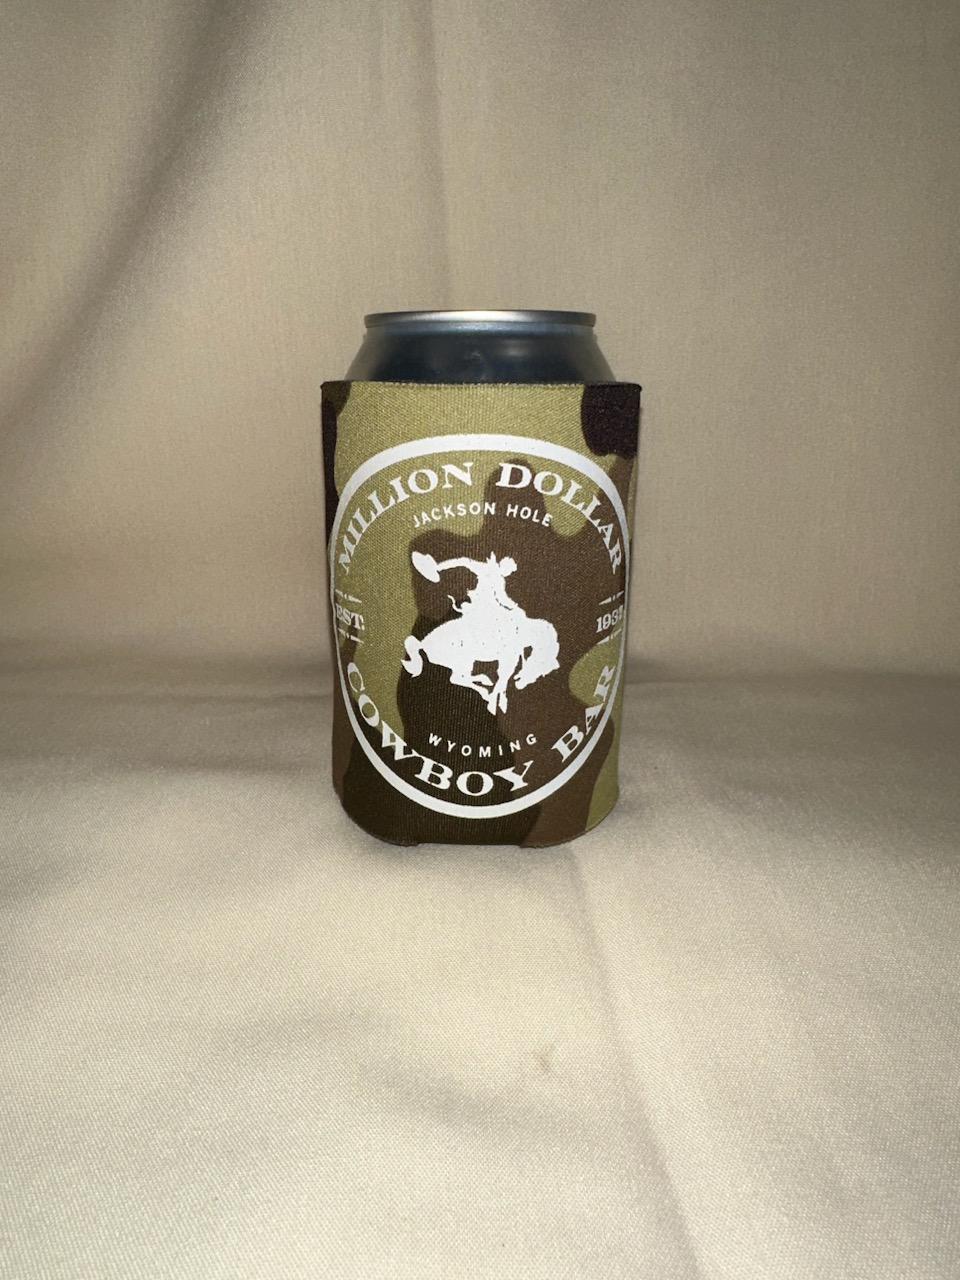 MILLION DOLLAR
JACKSON HOLE
EST.
WYOMING
COWBOY BAR